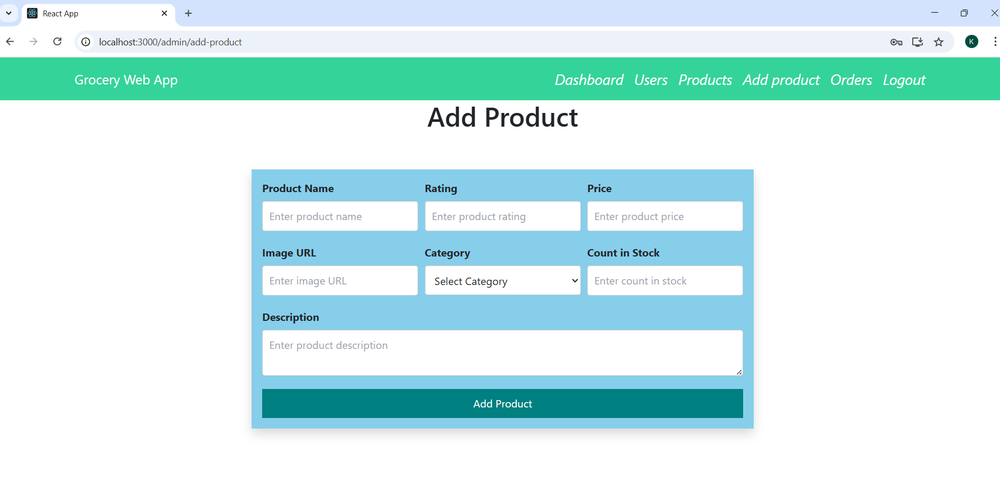 React App
localhost:3000/admin/add-product
K
Grocery Web App Dashboard Users Products Add product Orders Logout
Add Product
Product Name Rating Price
Enter product name Enter product rating Enter product price
Image URL Category Count in Stock
Enter image URL Select Category Enter count in stock
Description
Enter product description
Add Product